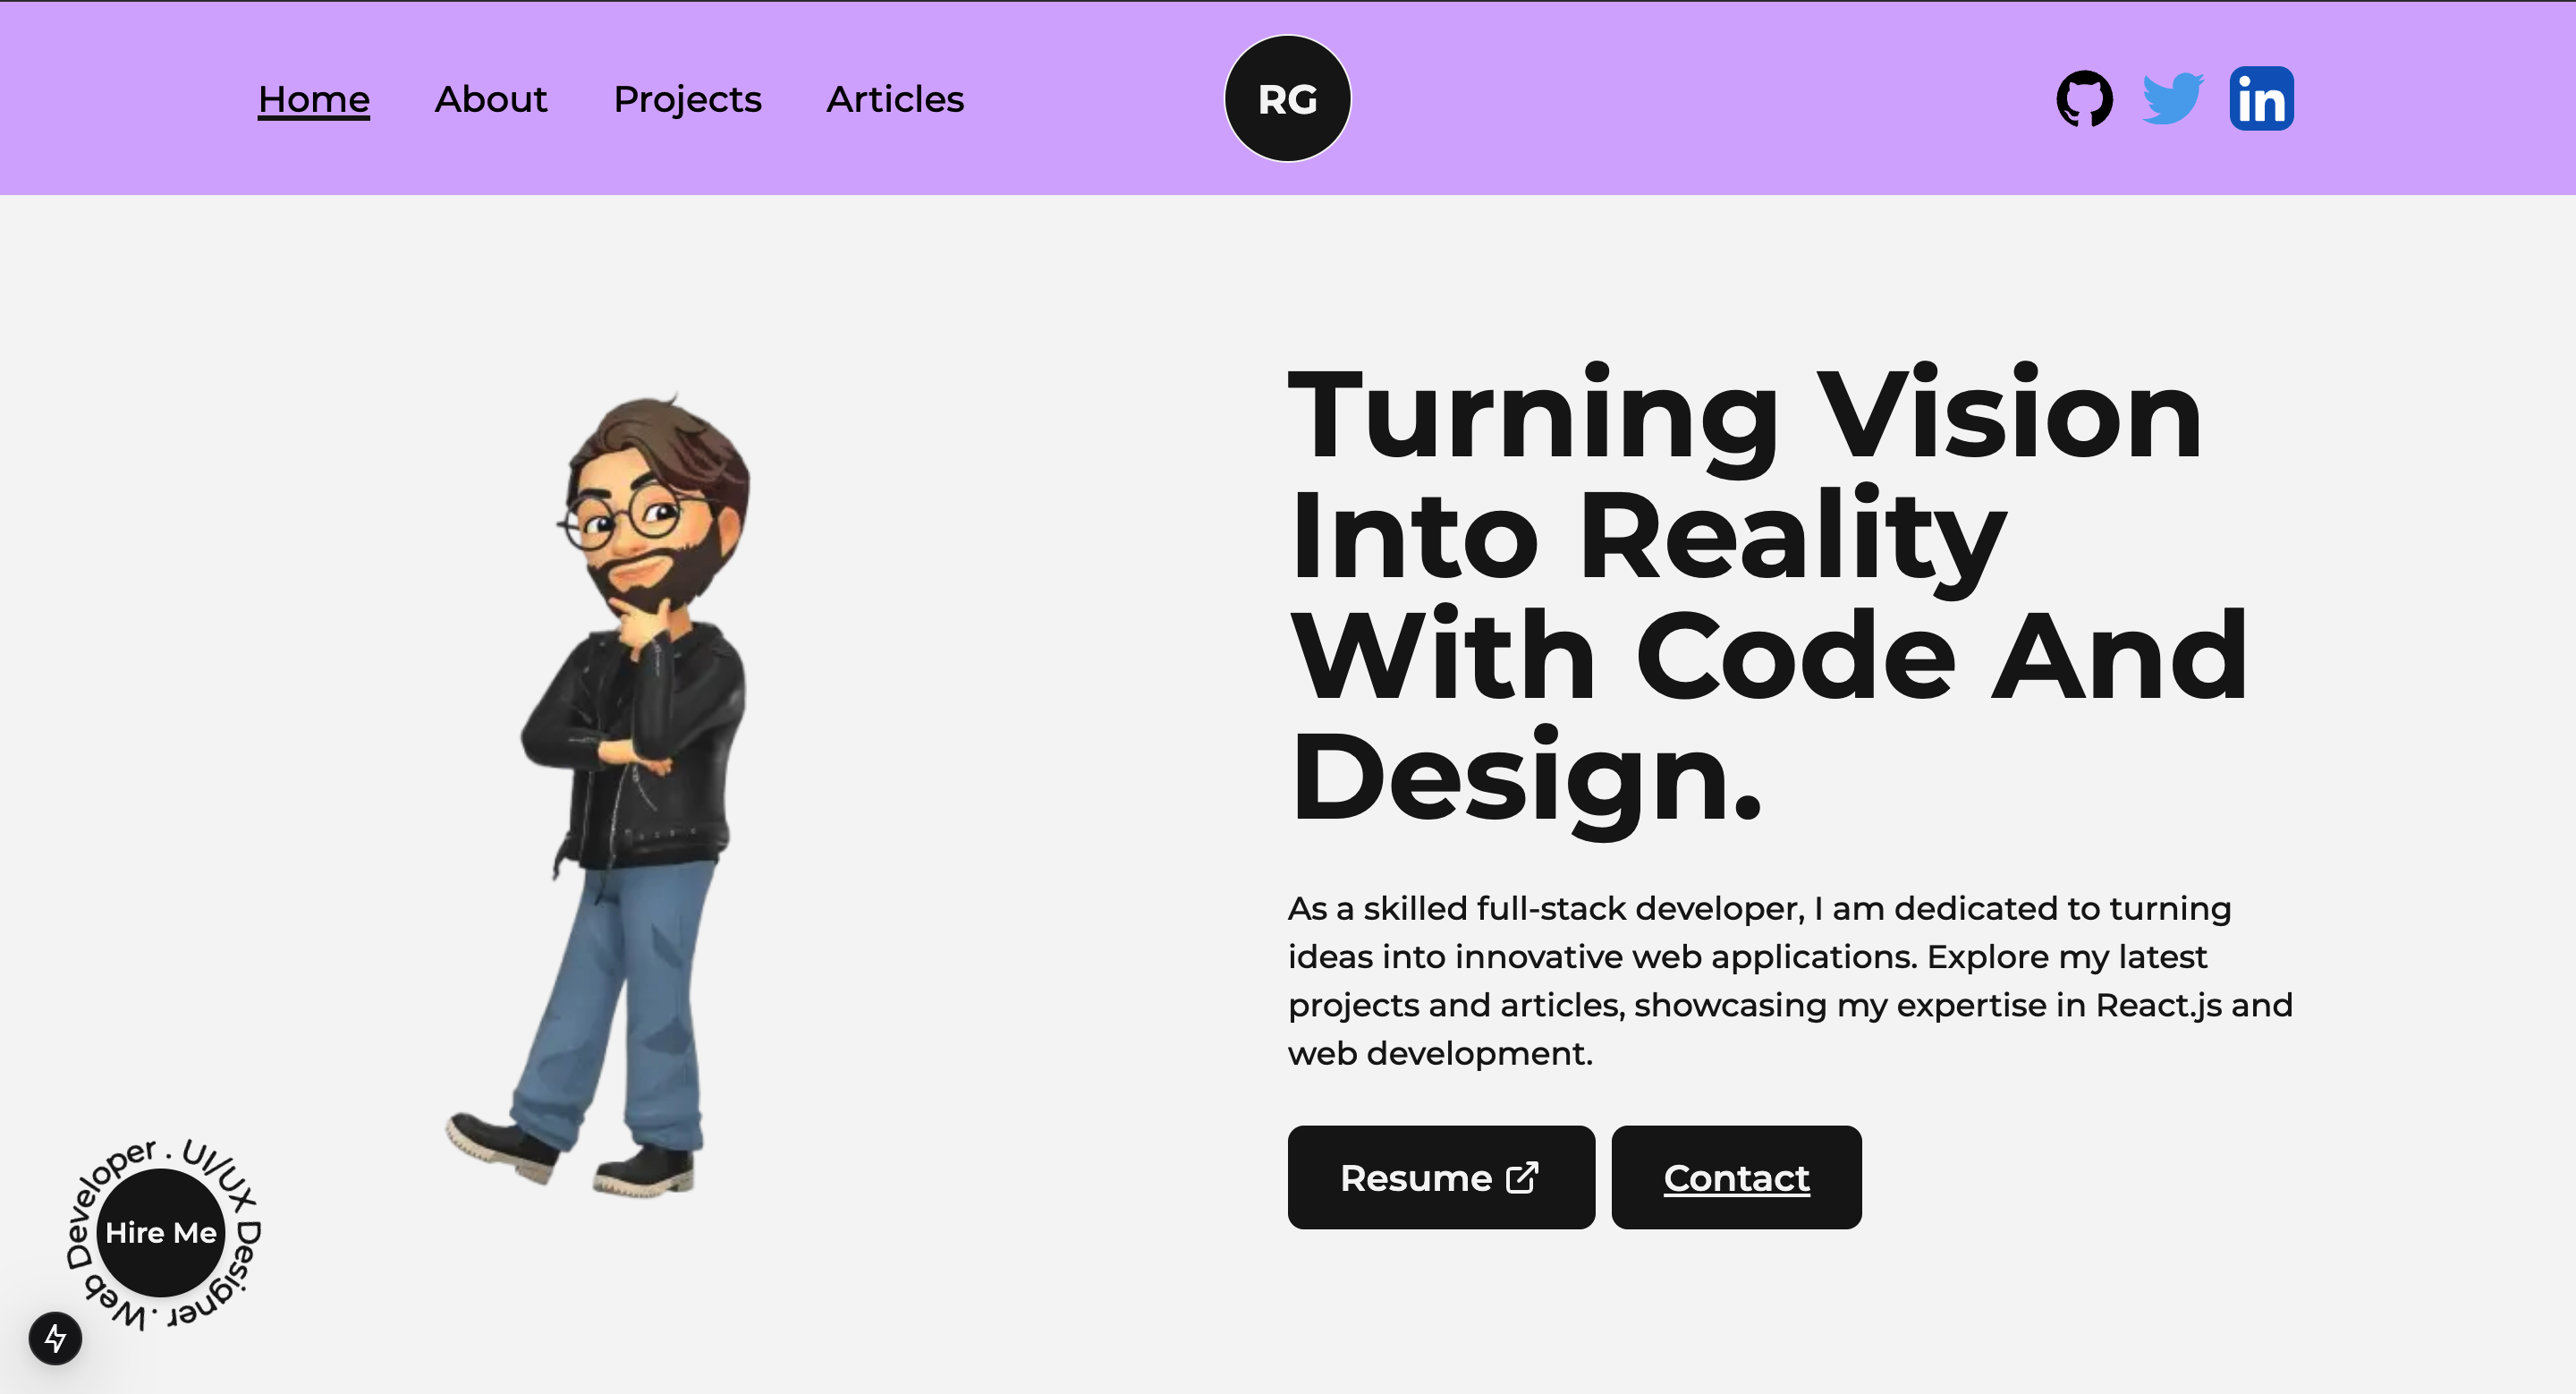 Home About Projects Articles
RG
in
Turning Vision
Into Reality
With Code And
Design.
As a skilled full-stack developer, I am dedicated to turning
ideas into innovative web applications. Explore my latest
projects and articles, showcasing my expertise in React.js and
web development.
Resume
Contact
Web Developer . UI/UX Designer .
Hire Me